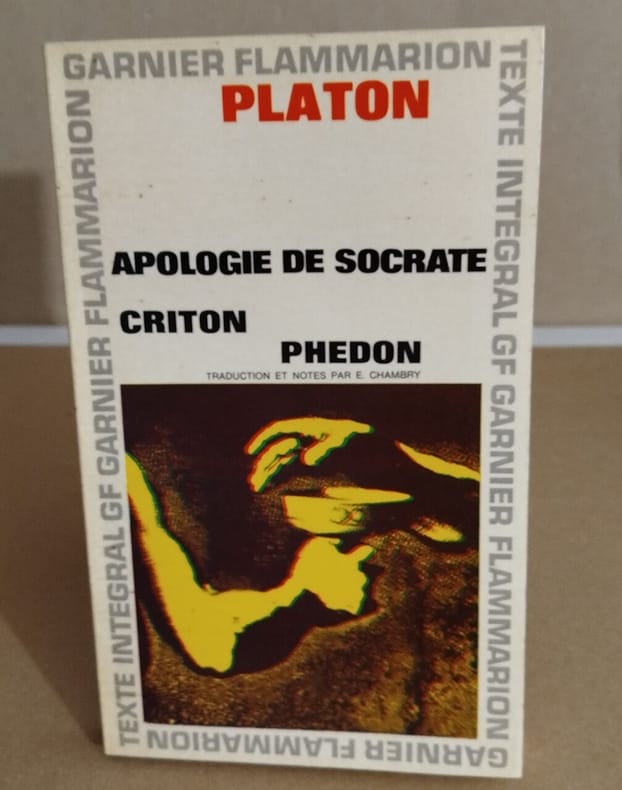 GARNIER FLAMMARION
PLATON
APOLOGIE DE SOCRATE
CRITON
PHEDON
TRADUCTION ET NOTES PAR E. CHAMBRY
TEXTE INTEGRAL GF GARNIER FLAMMARION
TEXTE INTEGRAL GF GARNIER FLAMMARION
GARNIER FLAMMARION